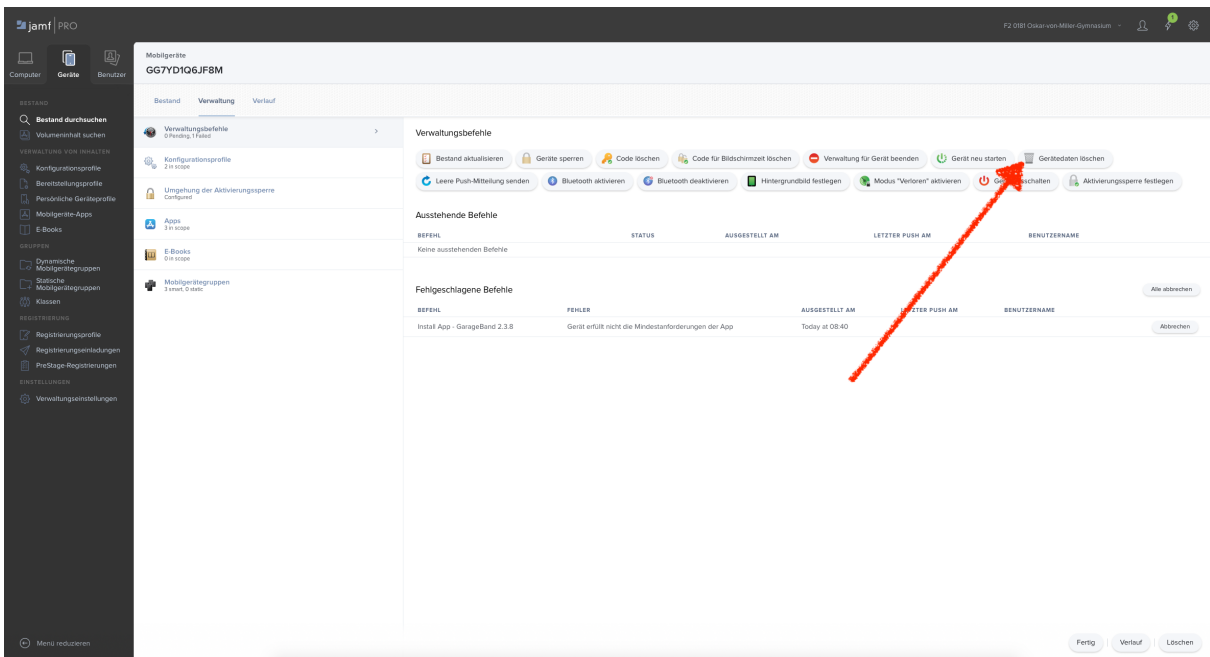 jamf PRO
F2 0181 Oskar-von-Miller-Gymnasium
1
Computer
Geräte
Benutzer
Mobilgeräte
GG7YD1Q6JF8M
Bestand
Verwaltung
Verlauf
BESTAND
Bestand durchsuchen
Volumeninhalt suchen
VERWALTUNG VON INHALTEN
Konfigurationsprofile
Bereitstellungsprofile
Persönliche Geräteprofile
Mobilgeräte-Apps
E-Books
GRUPPEN
Dynamische
Mobilgerätegruppen
Statische
Mobilgerätegruppen
Klassen
REGISTRIERUNG
Registrierungsprofile
Registrierungseinladungen
PreStage-Registrierungen
EINSTELLUNGEN
Verwaltungseinstellungen
Menü reduzieren
Verwaltungsbefehle
0 Pending, 1 Failed
Konfigurationsprofile
2 in scope
Umgehung der Aktivierungssperre
Configured
Apps
3 in scope
E-Books
0 in scope
Mobilgerätegruppen
3 smart, 0 static
Verwaltungsbefehle
Bestand aktualisieren
Geräte sperren
Code löschen
Code für Bildschirmzeit löschen
Verwaltung für Gerät beenden
Gerät neu starten
Gerätedaten löschen
Leere Push-Mitteilung senden
Bluetooth aktivieren
Bluetooth deaktivieren
Hintergrundbild festlegen
Modus "Verloren" aktivieren
Aktivierungssperre festlegen
Ausstehende Befehle
BEFEHL STATUS AUSGESTELLT AM LETZTER PUSH AM BENUTZERNAME
Keine ausstehenden Befehle
Fehlgeschlagene Befehle
Alle abbrechen
BEFEHL FEHLER AUSGESTELLT AM LETZTER PUSH AM BENUTZERNAME
Install App - GarageBand 2.3.8 Gerät erfüllt nicht die Mindestanforderungen der App Today at 08:40
Abbrechen
Fertig
Verlauf
Löschen